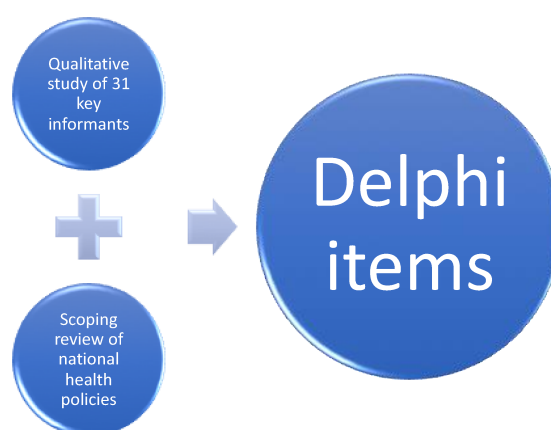 Qualitative
study of 31
key
informants
Scoping
review of
national
health
policies
Delphi
items